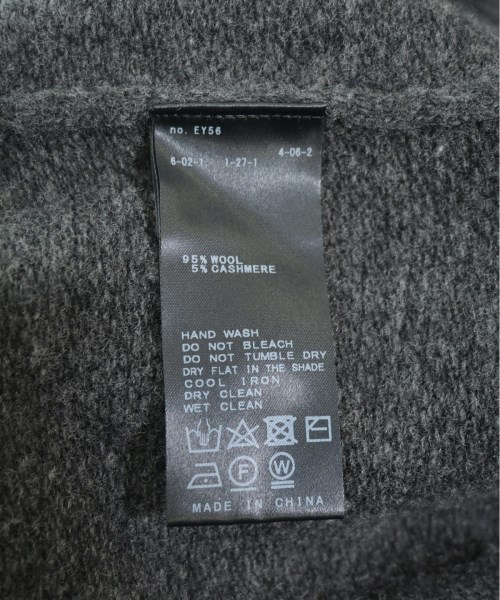 no. EY56
4-06-2
6-02-1 1-27-1
95% WOOL
5% CASHMERE
HAND WASH
DO NOT BLEACH
DO NOT TUMBLE DRY
DRY FLAT IN THE SHADE
COOL IRON
DRY CLEAN
WET CLEAN
F W
MADE IN CHINA